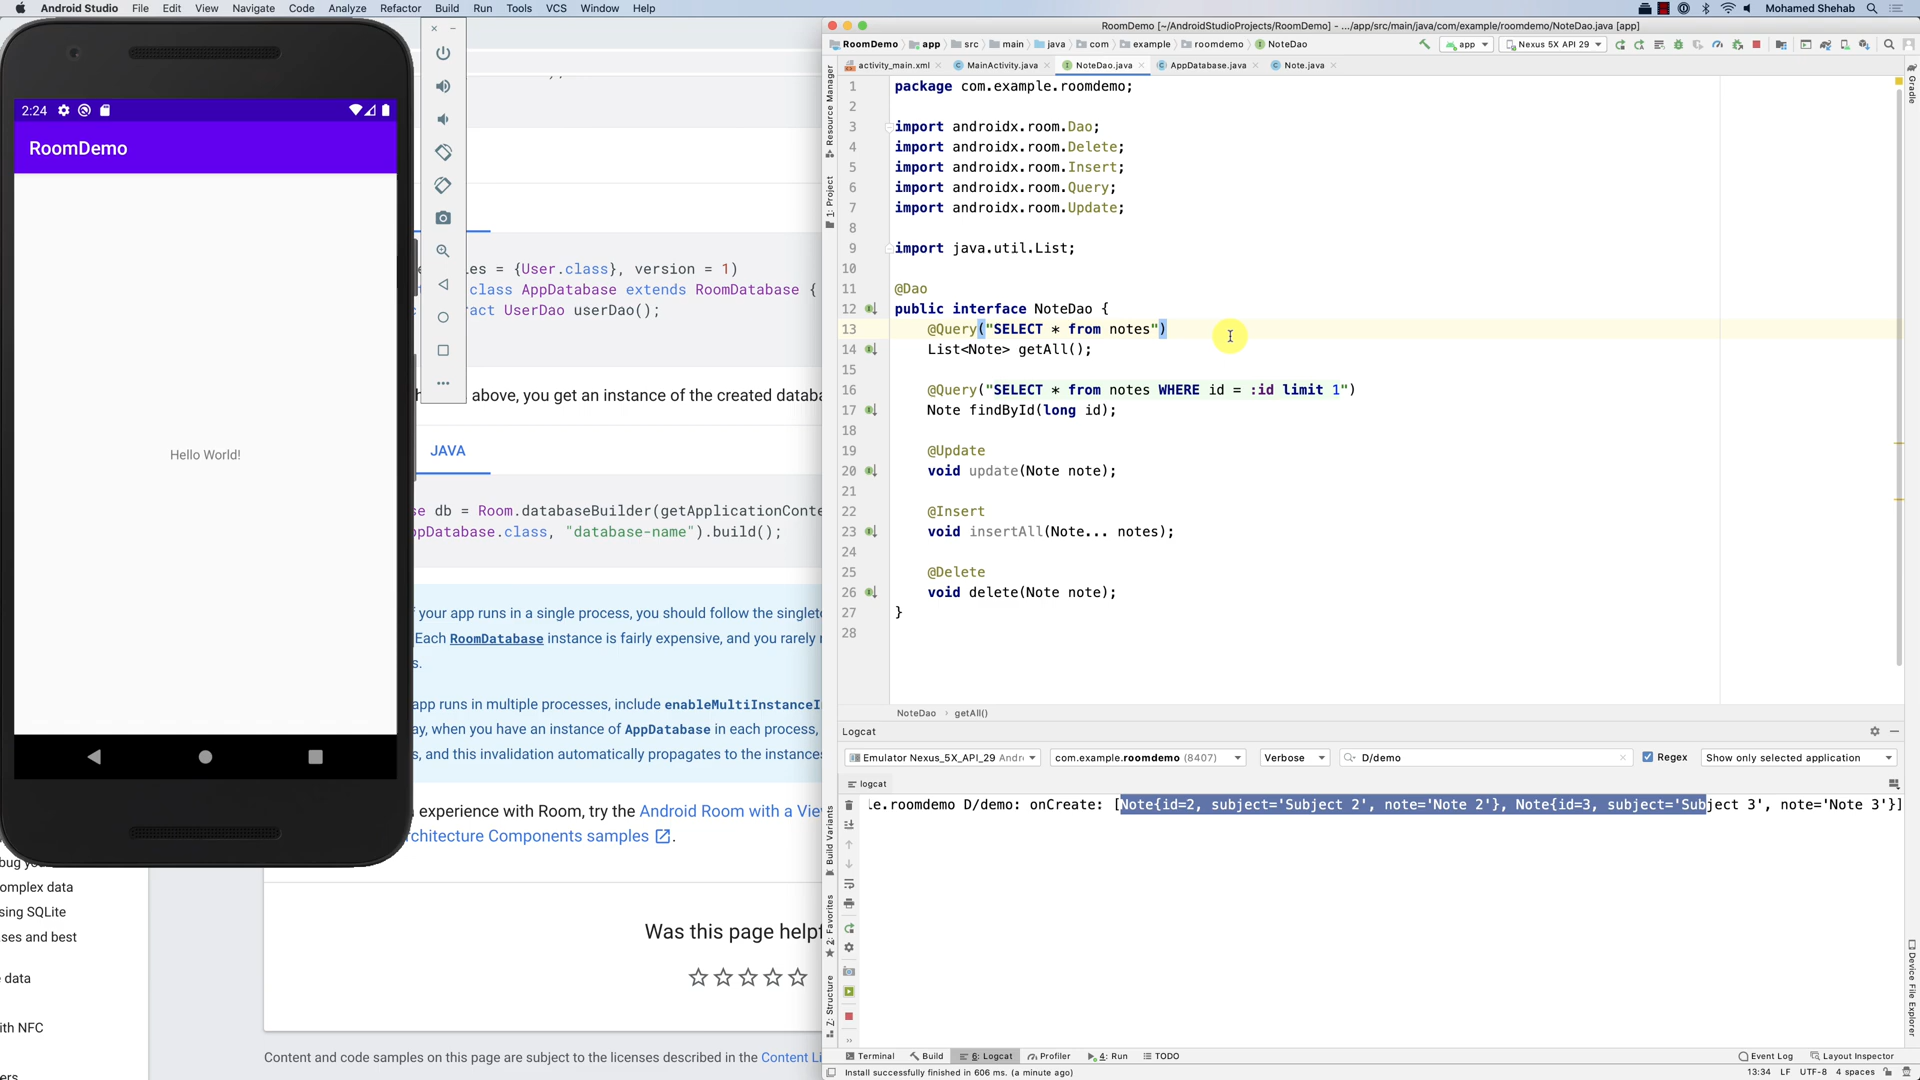 Android Studio File Edit View Navigate Code Analyze Refactor Build Run Tools VCS Window Help Mohamed Shehab
2:24
RoomDemo
Hello World!
);
es = {User.class}, version = 1)
class AppDatabase extends RoomDatabase {
act UserDao userDao();
above, you get an instance of the created databa
JAVA
se db = Room.databaseBuilder(getApplicationConte
ppDatabase.class, "database-name").build();
your app runs in a single process, you should follow the singleto
Each RoomDatabase instance is fairly expensive, and you rarely
s.
app runs in multiple processes, include enableMultiInstanceI
ay, when you have an instance of AppDatabase in each process,
s, and this invalidation automatically propagates to the instances
experience with Room, try the Android Room with a Vie
rchitecture Components samples
bug yo
omplex data
sing SQLite
ses and best
data
ith NFC
ers
Was this page helpf
Content and code samples on this page are subject to the licenses described in the Content Li
RoomDemo [~/AndroidStudioProjects/RoomDemo] - .../app/src/main/java/com/example/roomdemo/NoteDao.java [app]
RoomDemo app src main java com example roomdemo NoteDao app Nexus 5X API 29
activity_main.xml MainActivity.java NoteDao.java AppDatabase.java Note.java
Resource Manager
1: Project
Gradle
1 package com.example.roomdemo;
2
3 import androidx.room.Dao;
4 import androidx.room.Delete;
5 import androidx.room.Insert;
6 import androidx.room.Query;
7 import androidx.room.Update;
8
9 import java.util.List;
10
11 @Dao
12 public interface NoteDao {
13 @Query("SELECT * from notes")
14 List<Note> getAll();
15
16 @Query("SELECT * from notes WHERE id = :id limit 1")
17 Note findById(long id);
18
19 @Update
20 void update(Note note);
21
22 @Insert
23 void insertAll(Note... notes);
24
25 @Delete
26 void delete(Note note);
27 }
28
NoteDao › getAll()
Logcat
Emulator Nexus_5X_API_29 Andr com.example.roomdemo (8407) Verbose D/demo Regex Show only selected application
logcat
le.roomdemo D/demo: onCreate: [Note{id=2, subject='Subject 2', note='Note 2'}, Note{id=3, subject='Subject 3', note='Note 3'}]
Build Variants
2: Favorites
7: Structure
Device File Explorer
Terminal Build 6: Logcat Profiler 4: Run TODO Event Log Layout Inspector
Install successfully finished in 606 ms. (a minute ago) 13:34 LF UTF-8 4 spaces